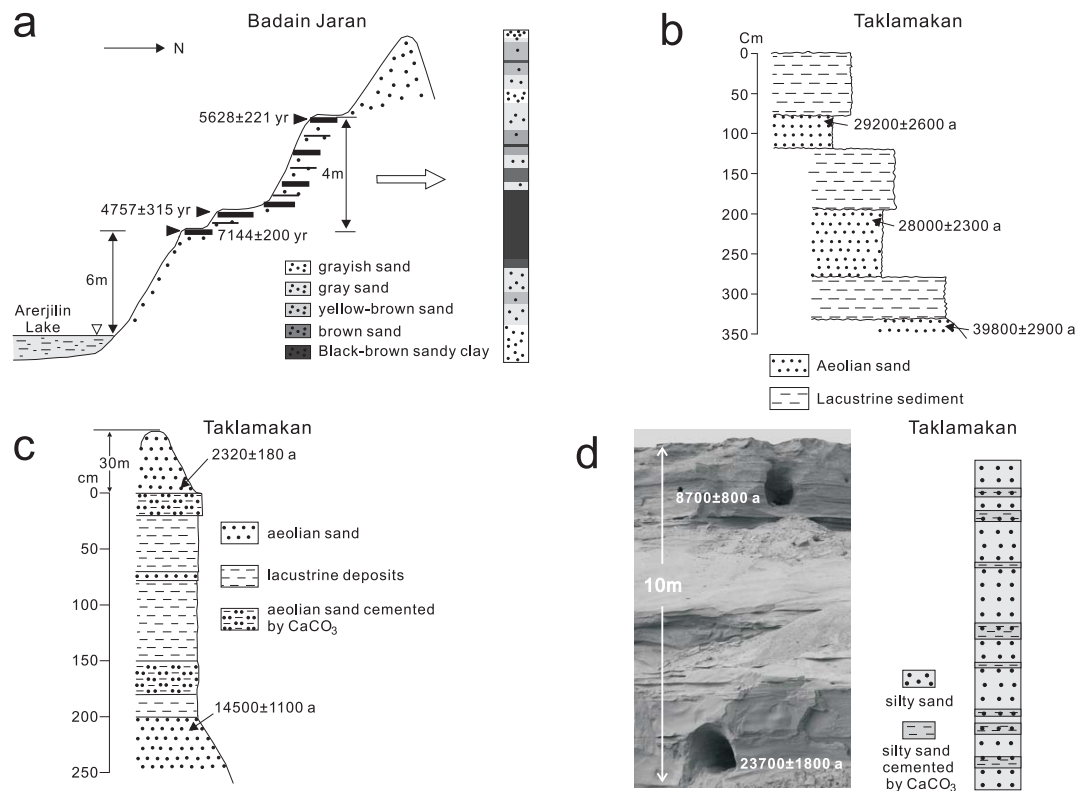 a
Badain Jaran
N
5628±221 yr
4m
4757±315 yr
7144±200 yr
6m
Arerjilin
Lake
grayish sand
gray sand
yellow-brown sand
brown sand
Black-brown sandy clay
b
Taklamakan
Cm
0
50
100
150
200
250
300
350
29200±2600 a
28000±2300 a
39800±2900 a
Aeolian sand
Lacustrine sediment
c
Taklamakan
30m
2320±180 a
cm
0
50
100
150
200
250
14500±1100 a
aeolian sand
lacustrine deposits
aeolian sand cemented
by CaCO₃
d
Taklamakan
8700±800 a
10m
23700±1800 a
silty sand
silty sand
cemented
by CaCO₃